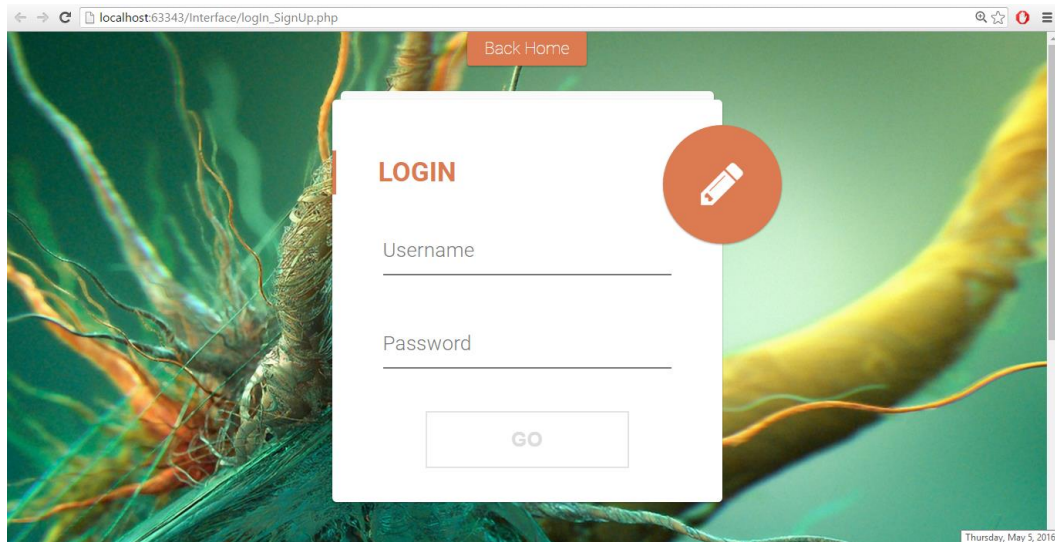 localhost:63343/Interface/logIn_SignUp.php
Back Home
LOGIN
Username
Password
GO
Thursday, May 5, 2016